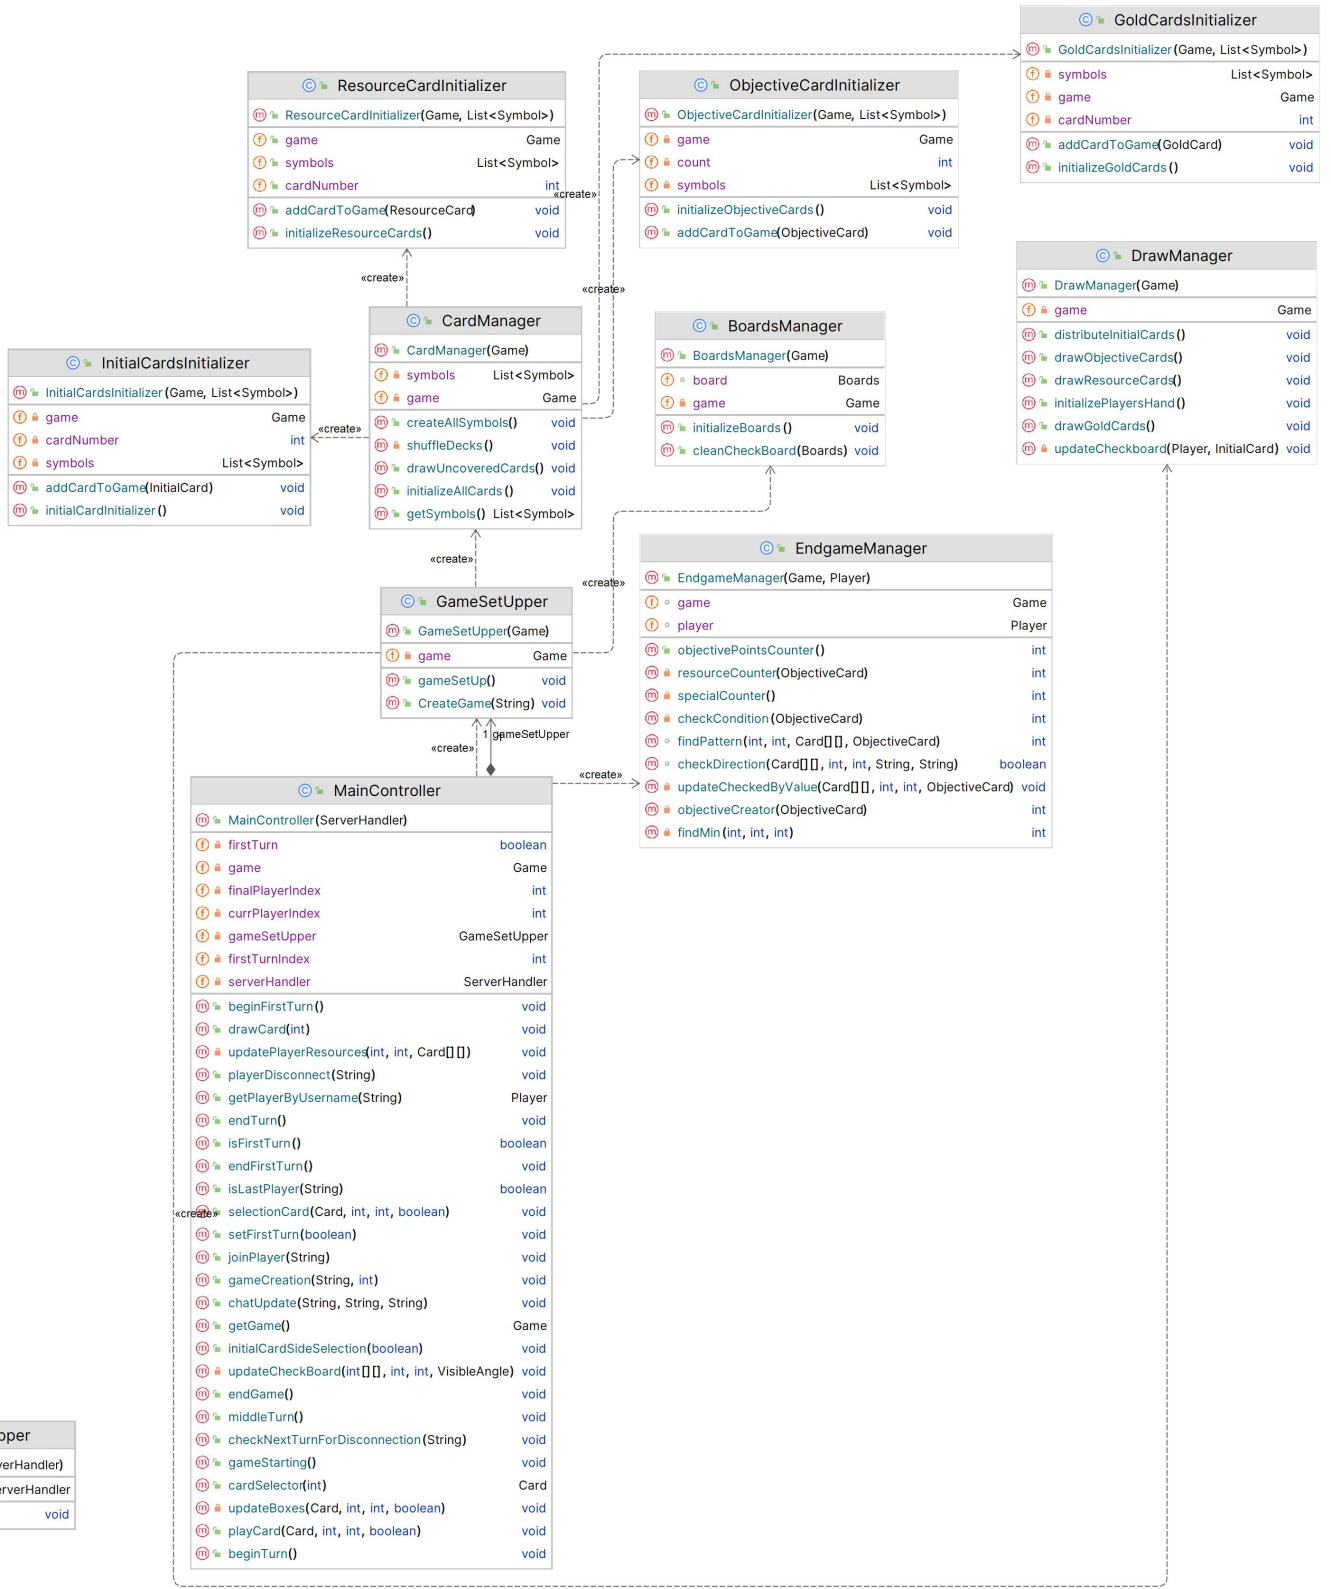 GoldCardsInitializer
GoldCardsInitializer(Game, List<Symbol>)
symbols List<Symbol>
game Game
cardNumber int
addCardToGame(GoldCard) void
initializeGoldCards() void
ResourceCardInitializer
ResourceCardInitializer(Game, List<Symbol>)
game Game
symbols List<Symbol>
cardNumber int
addCardToGame(ResourceCard) void
initializeResourceCards() void
«create»
ObjectiveCardInitializer
ObjectiveCardInitializer(Game, List<Symbol>)
game Game
count int
symbols List<Symbol>
initializeObjectiveCards() void
addCardToGame(ObjectiveCard) void
«create»
«create»
DrawManager
DrawManager(Game)
game Game
distributeInitialCards() void
drawObjectiveCards() void
drawResourceCards() void
initializePlayersHand() void
drawGoldCards() void
updateCheckboard(Player, InitialCard) void
CardManager
CardManager(Game)
symbols List<Symbol>
game Game
createAllSymbols() void
shuffleDecks() void
drawUncoveredCards() void
initializeAllCards() void
getSymbols() List<Symbol>
BoardsManager
BoardsManager(Game)
board Boards
game Game
initializeBoards() void
cleanCheckBoard(Boards) void
InitialCardsInitializer
InitialCardsInitializer(Game, List<Symbol>)
game Game
cardNumber int
symbols List<Symbol>
addCardToGame(InitialCard) void
initialCardInitializer() void
«create»
«create»
«create»
EndgameManager
EndgameManager(Game, Player)
game Game
player Player
objectivePointsCounter() int
resourceCounter(ObjectiveCard) int
specialCounter() int
checkCondition(ObjectiveCard) int
findPattern(int, int, Card[][], ObjectiveCard) int
checkDirection(Card[][], int, int, String, String) boolean
updateCheckedByValue(Card[][], int, int, ObjectiveCard) void
objectiveCreator(ObjectiveCard) int
findMin(int, int, int) int
GameSetUpper
GameSetUpper(Game)
game Game
gameSetUp() void
CreateGame(String) void
«create»
1 gameSetUpper
«create»
MainController
MainController(ServerHandler)
firstTurn boolean
game Game
finalPlayerIndex int
currPlayerIndex int
gameSetUpper GameSetUpper
firstTurnIndex int
serverHandler ServerHandler
beginFirstTurn() void
drawCard(int) void
updatePlayerResources(int, int, Card[][]) void
playerDisconnect(String) void
getPlayerByUsername(String) Player
endTurn() void
isFirstTurn() boolean
endFirstTurn() void
isLastPlayer(String) boolean
«create»
selectionCard(Card, int, int, boolean) void
setFirstTurn(boolean) void
joinPlayer(String) void
gameCreation(String, int) void
chatUpdate(String, String, String) void
getGame() Game
initialCardSideSelection(boolean) void
updateCheckBoard(int[][], int, int, VisibleAngle) void
endGame() void
middleTurn() void
checkNextTurnForDisconnection(String) void
gameStarting() void
cardSelector(int) Card
updateBoxes(Card, int, int, boolean) void
playCard(Card, int, int, boolean) void
beginTurn() void
pper
verHandler)
erverHandler
void